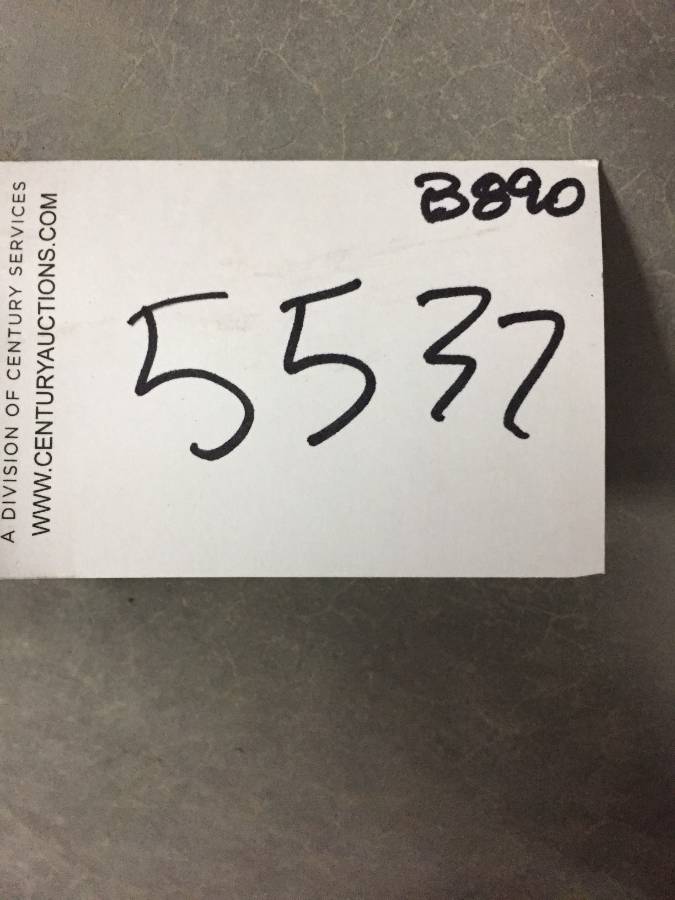 B890
5537
A DIVISION OF CENTURY SERVICES
WWW.CENTURYAUCTIONS.COM